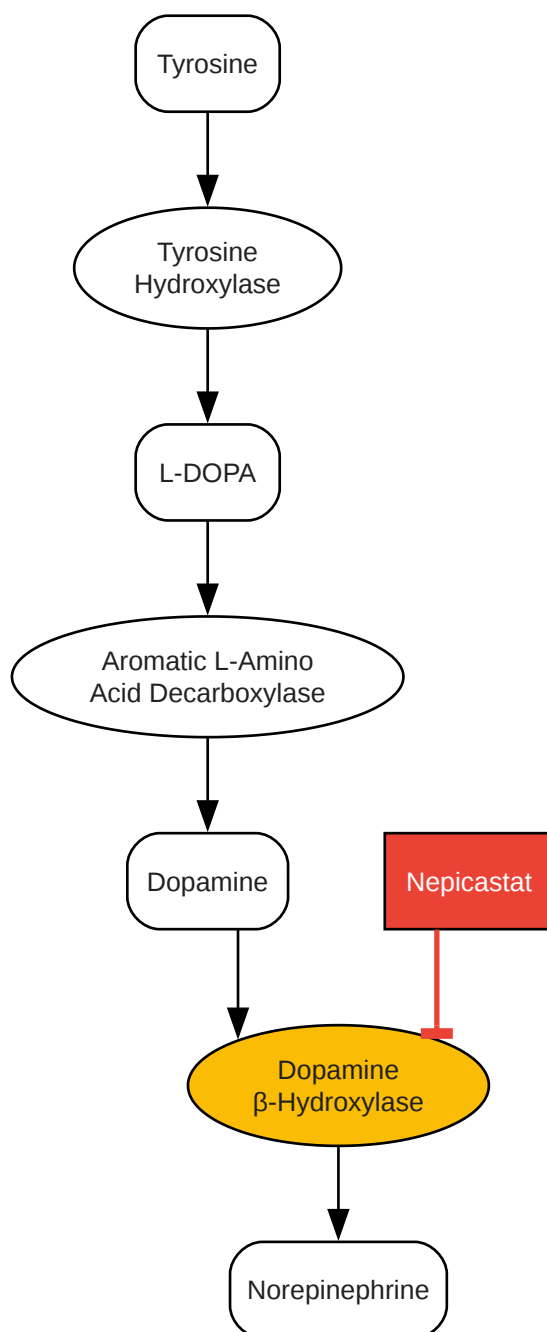 Tyrosine
Tyrosine
Hydroxylase
L-DOPA
Aromatic L-Amino
Acid Decarboxylase
Dopamine
Nepicastat
Dopamine
β-Hydroxylase
Norepinephrine